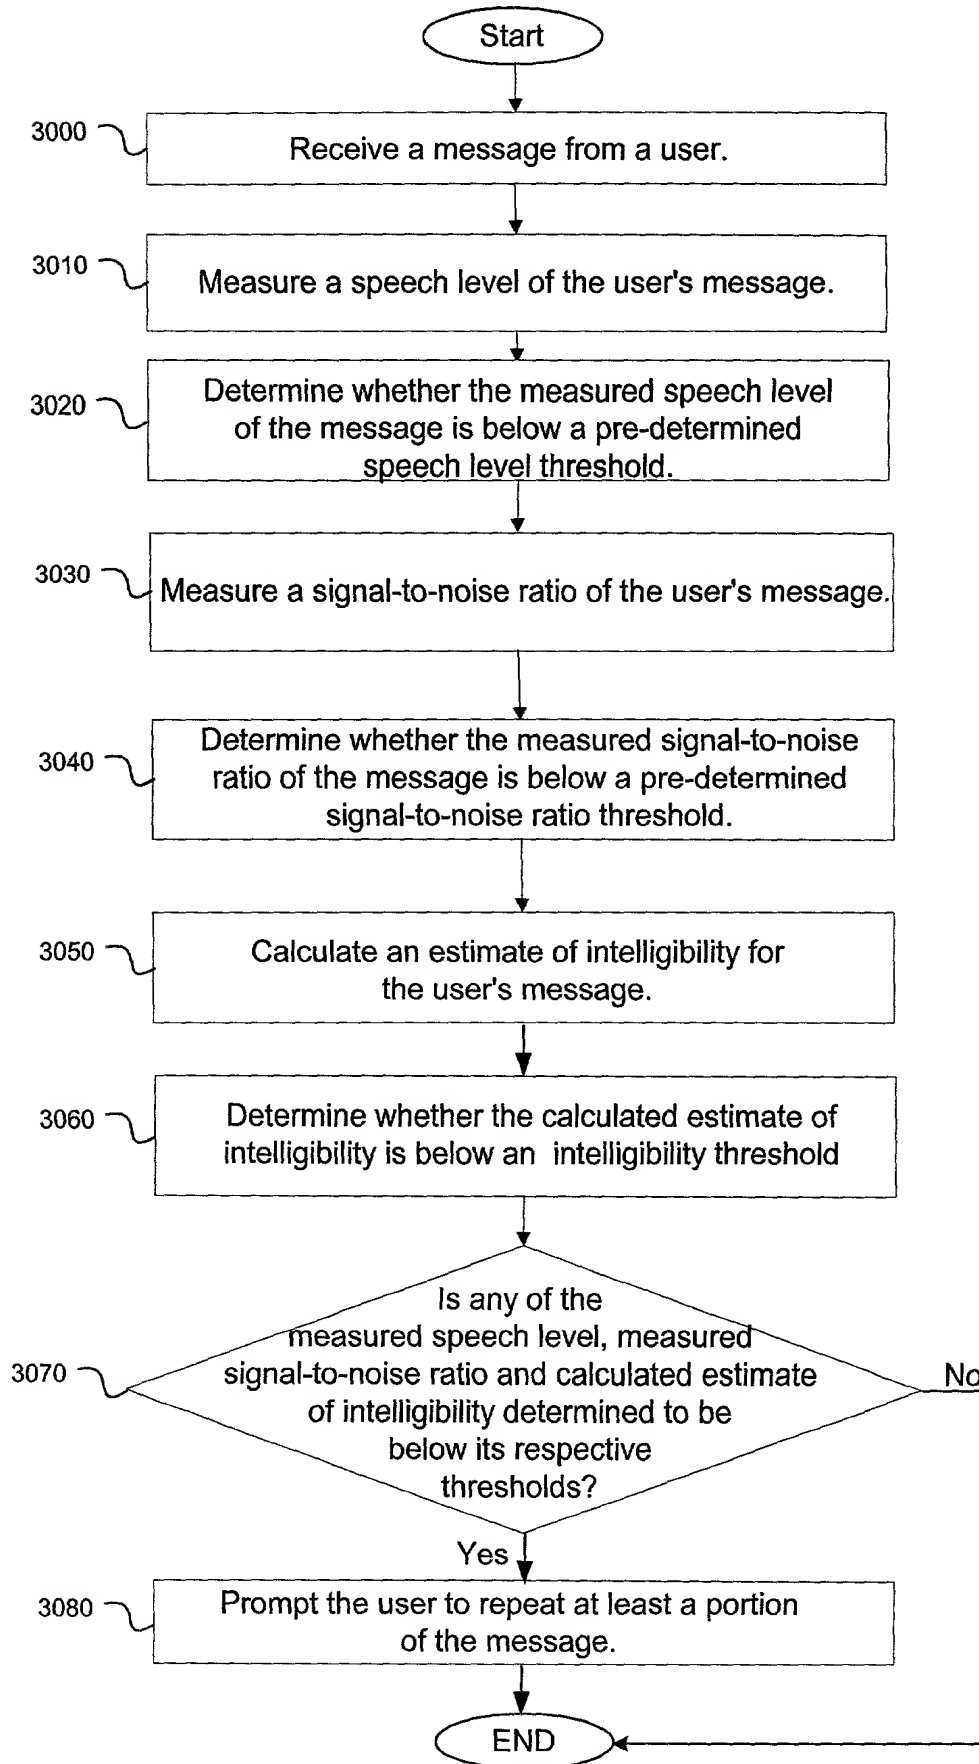 Start
3000
Receive a message from a user.
3010
Measure a speech level of the user's message.
3020
Determine whether the measured speech level
of the message is below a pre-determined
speech level threshold.
3030
Measure a signal-to-noise ratio of the user's message.
3040
Determine whether the measured signal-to-noise
ratio of the message is below a pre-determined
signal-to-noise ratio threshold.
3050
Calculate an estimate of intelligibility for
the user's message.
3060
Determine whether the calculated estimate of
intelligibility is below an intelligibility threshold
3070
Is any of the
measured speech level, measured
signal-to-noise ratio and calculated estimate
of intelligibility determined to be
below its respective
thresholds?
No
Yes
3080
Prompt the user to repeat at least a portion
of the message.
END